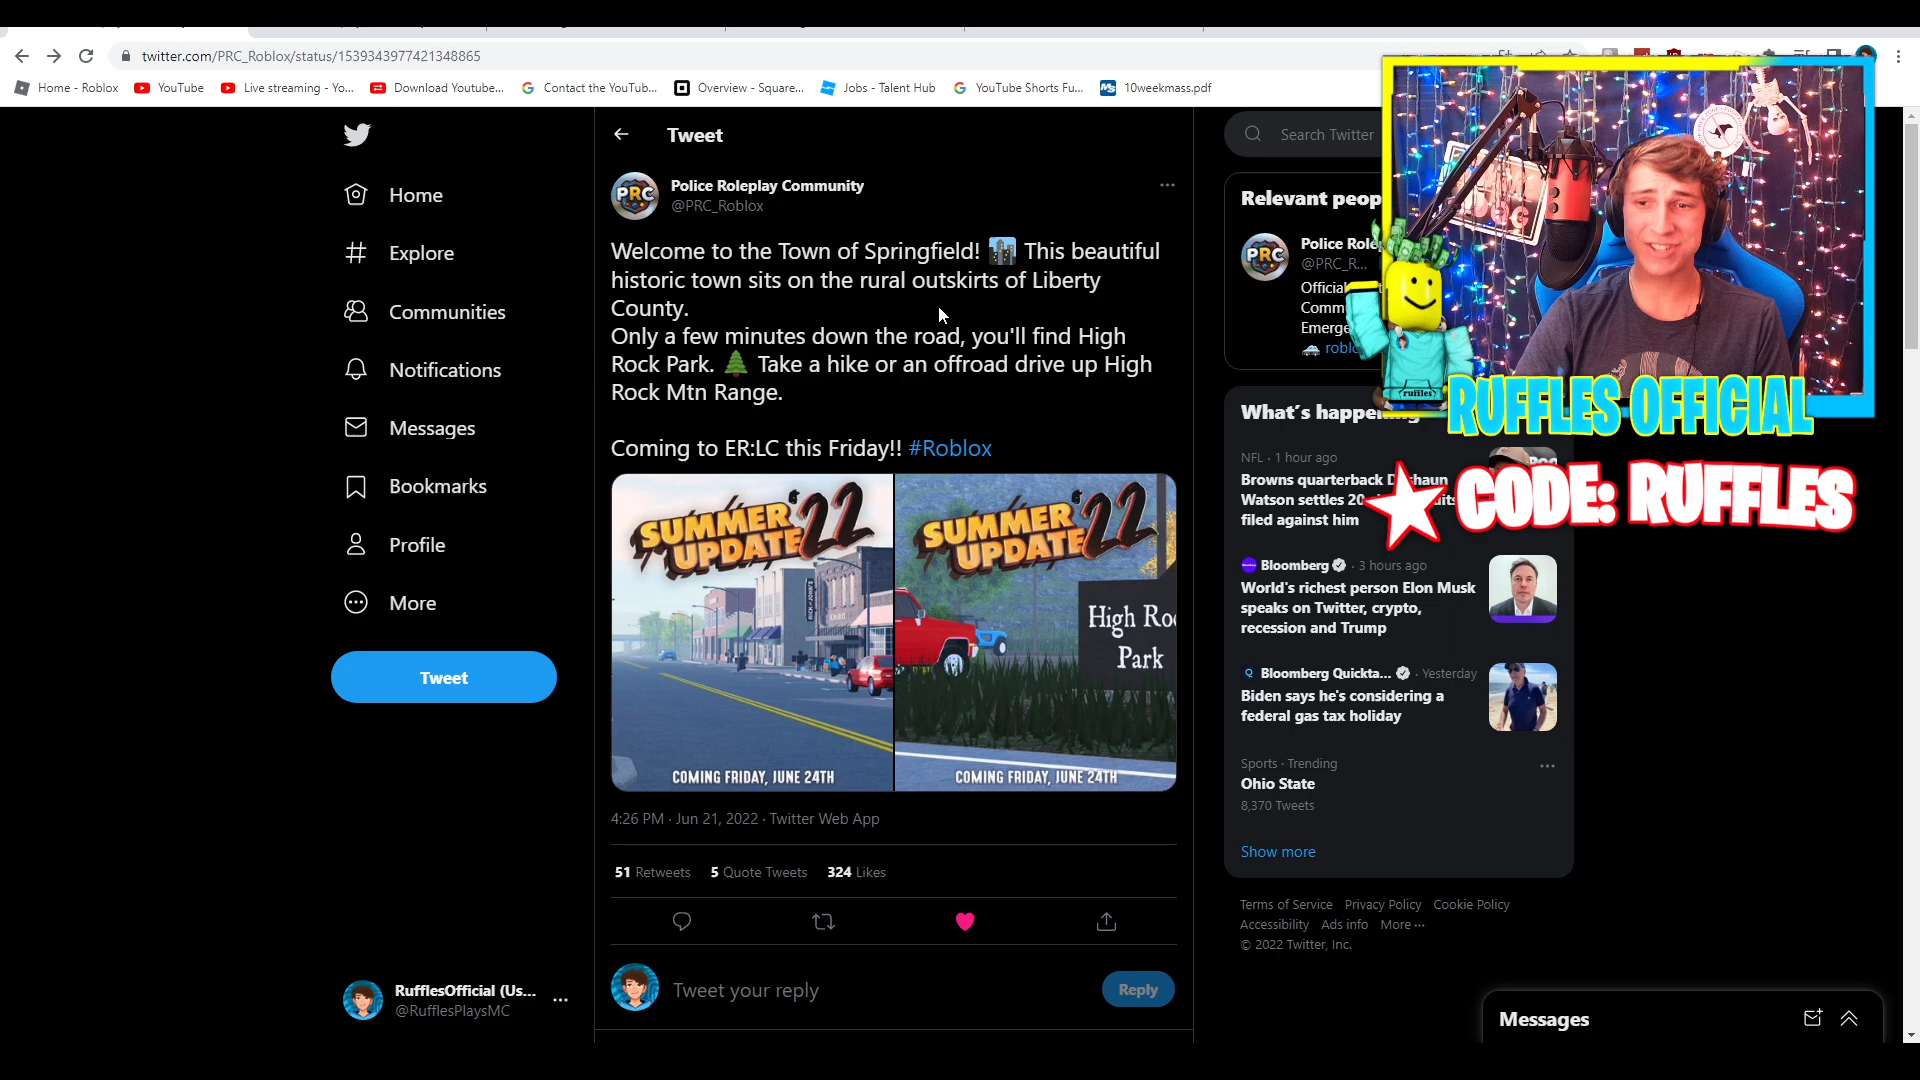 twitter.com/PRC_Roblox/status/1539343977421348865
Home - Roblox
YouTube
Live streaming - Yo...
Download Youtube...
Contact the YouTub...
Overview - Square...
Jobs - Talent Hub
YouTube Shorts Fu...
10weekmass.pdf
Home
Explore
Communities
Notifications
Messages
Bookmarks
Profile
More
Tweet
RufflesOfficial (Us...
@RufflesPlaysMC
Tweet
PRC
Police Roleplay Community
@PRC_Roblox
Welcome to the Town of Springfield! This beautiful
historic town sits on the rural outskirts of Liberty
County.
Only a few minutes down the road, you'll find High
Rock Park. Take a hike or an offroad drive up High
Rock Mtn Range.
Coming to ER:LC this Friday!! #Roblox
SUMMER '22
UPDATE
COMING FRIDAY, JUNE 24TH
SUMMER '22
UPDATE
High Ro
Park
COMING FRIDAY, JUNE 24TH
4:26 PM · Jun 21, 2022 · Twitter Web App
51 Retweets 5 Quote Tweets 324 Likes
Tweet your reply
Reply
Search Twitter
Relevant peop
PRC
Police Role
@PRC_R...
Official
Comm
Emerge
roblo
What's happening
NFL · 1 hour ago
Browns quarterback Deshaun
Watson settles 20
filed against him
Bloomberg · 3 hours ago
World's richest person Elon Musk
speaks on Twitter, crypto,
recession and Trump
Bloomberg Quickta... · Yesterday
Biden says he's considering a
federal gas tax holiday
Sports · Trending
Ohio State
8,370 Tweets
Show more
Terms of Service Privacy Policy Cookie Policy
Accessibility Ads info More ...
© 2022 Twitter, Inc.
Messages
ruffles
RUFFLES OFFICIAL
CODE: RUFFLES